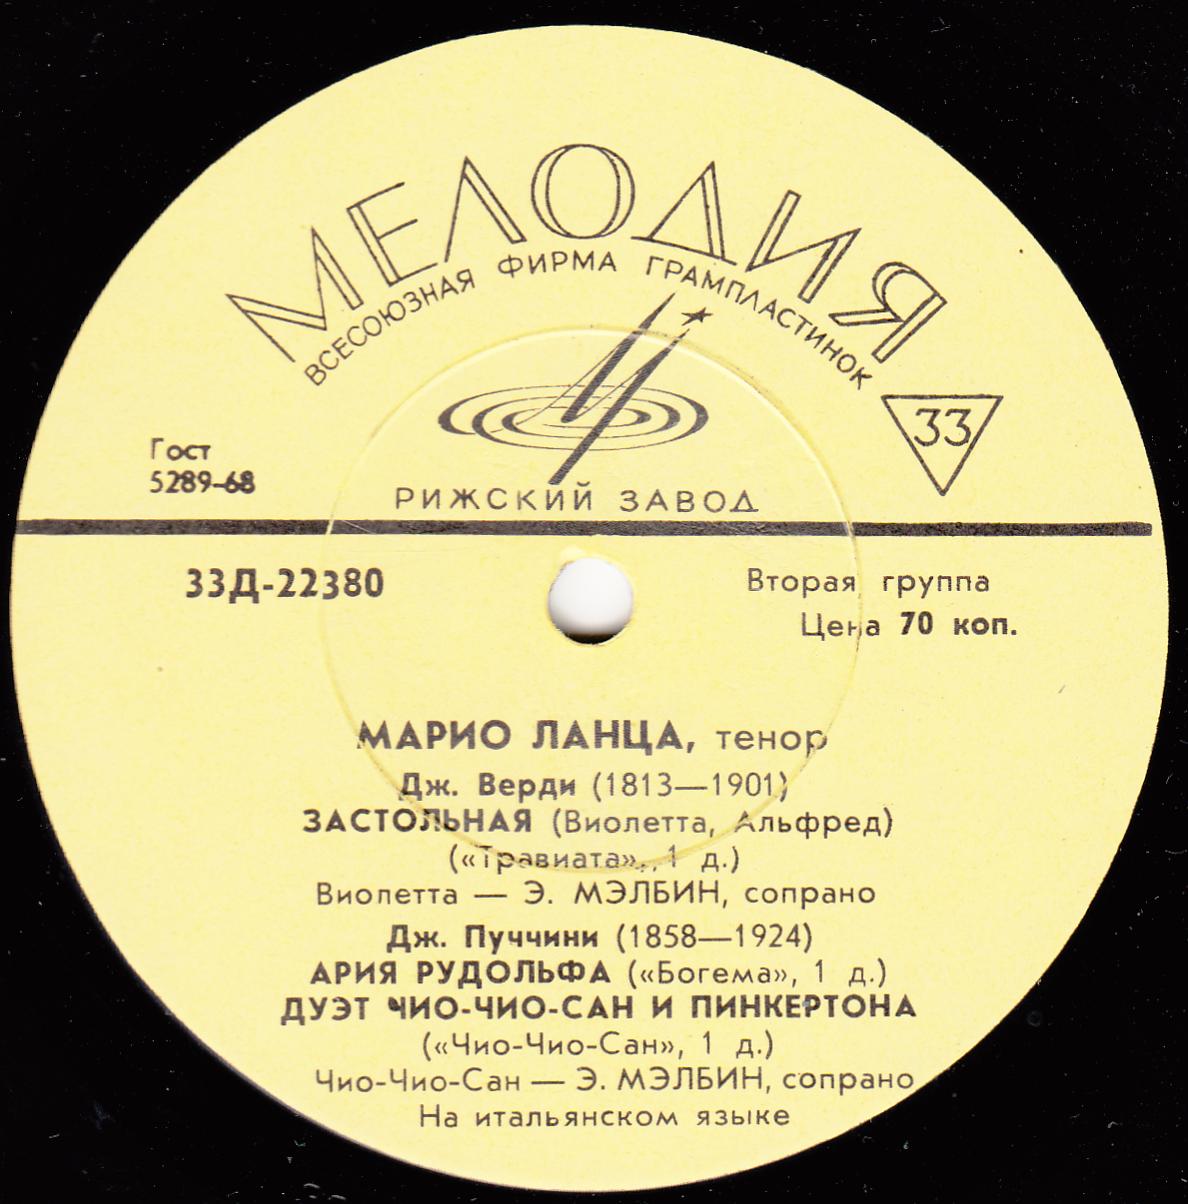 МЕЛОДИЯ
ВСЕСОЮЗНАЯ ФИРМА ГРАМПЛАСТИНОК
33
Гост
5289-68
РИЖСКИЙ ЗАВОД
33Д-22380
Вторая группа
Цена 70 коп.
МАРИО ЛАНЦА, тенор
Дж. Верди (1813—1901)
ЗАСТОЛЬНАЯ (Виолетта, Альфред)
(«Травиата», 1 д.)
Виолетта — Э. МЭЛБИН, сопрано
Дж. Пуччини (1858—1924)
АРИЯ РУДОЛЬФА («Богема», 1 д.)
ДУЭТ ЧИО-ЧИО-САН И ПИНКЕРТОНА
(«Чио-Чио-Сан», 1 д.)
Чио-Чио-Сан — Э. МЭЛБИН, сопрано
На итальянском языке